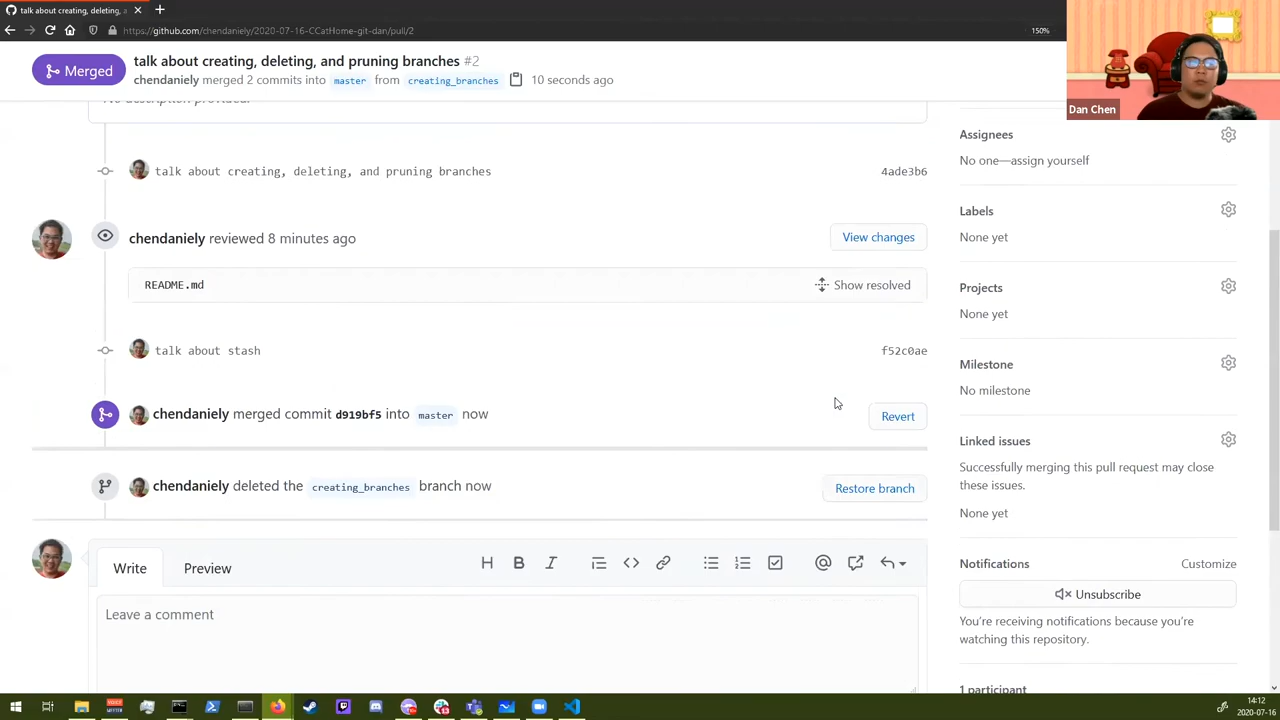 talk about creating, deleting, a
https://github.com/chendaniely/2020-07-16-CCatHome-git-dan/pull/2
150%
Merged
talk about creating, deleting, and pruning branches #2
chendaniely merged 2 commits into master from creating_branches 10 seconds ago
Dan Chen
No description provided.
talk about creating, deleting, and pruning branches 4ade3b6
chendaniely reviewed 8 minutes ago
View changes
README.md
Show resolved
talk about stash f52c0ae
chendaniely merged commit d919bf5 into master now
Revert
chendaniely deleted the creating_branches branch now
Restore branch
Write
Preview
Leave a comment
Assignees
No one—assign yourself
Labels
None yet
Projects
None yet
Milestone
No milestone
Linked issues
Successfully merging this pull request may close
these issues.
None yet
Notifications
Customize
Unsubscribe
You're receiving notifications because you're
watching this repository.
1 participant
14:12
2020-07-16